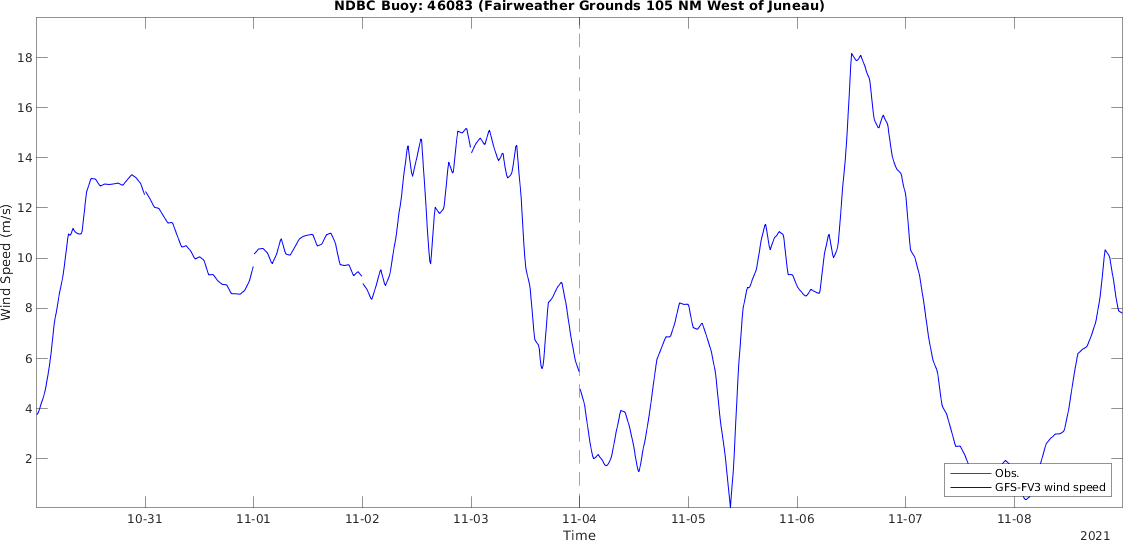 NDBC Buoy: 46083 (Fairweather Grounds 105 NM West of Juneau)
18
16
14
12
10
8
6
4
2
Wind Speed (m/s)
Obs.
GFS-FV3 wind speed
10-31 11-01 11-02 11-03 11-04 11-05 11-06 11-07 11-08
Time
2021